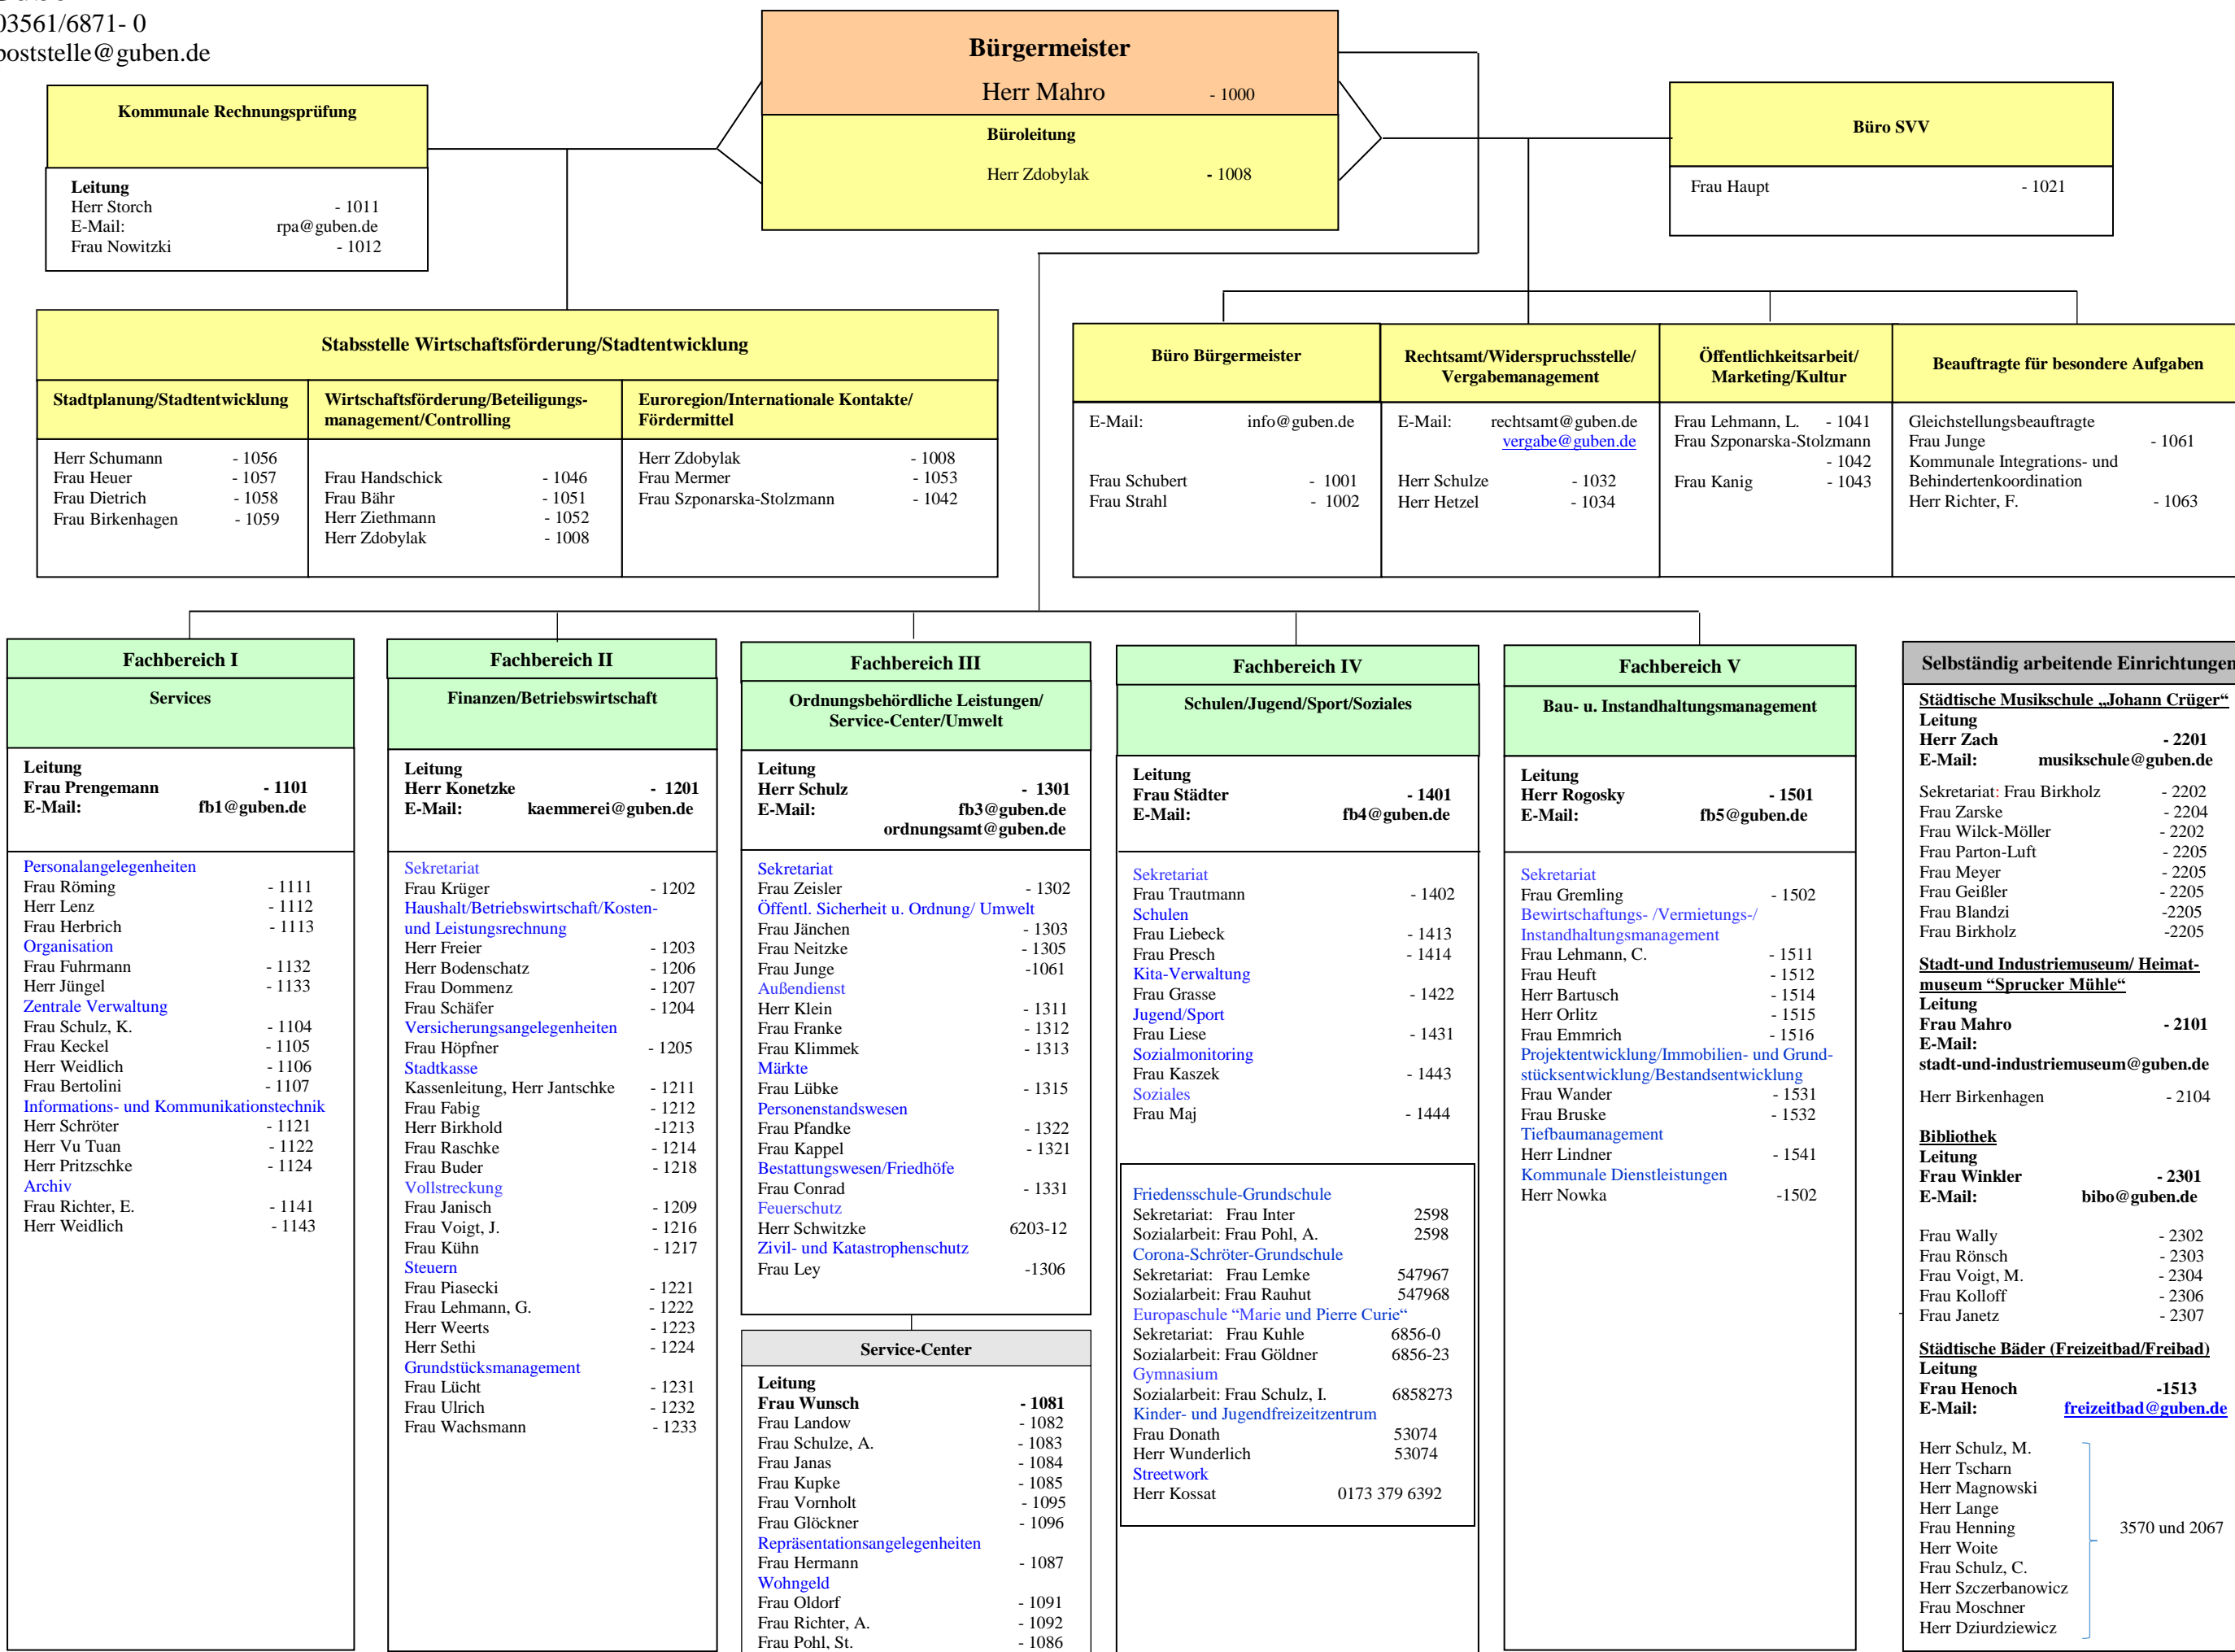 03561/6871- 0
poststelle@guben.de
Bürgermeister
Herr Mahro - 1000
Büroleitung
Herr Zdobylak - 1008
Kommunale Rechnungsprüfung
Leitung
Herr Storch - 1011
E-Mail: rpa@guben.de
Frau Nowitzki - 1012
Büro SVV
Frau Haupt - 1021
Stabsstelle Wirtschaftsförderung/Stadtentwicklung
Stadtplanung/Stadtentwicklung
Herr Schumann - 1056
Frau Heuer - 1057
Frau Dietrich - 1058
Frau Birkenhagen - 1059
Wirtschaftsförderung/Beteiligungs-
management/Controlling
Frau Handschick - 1046
Frau Bähr - 1051
Herr Ziethmann - 1052
Herr Zdobylak - 1008
Euroregion/Internationale Kontakte/
Fördermittel
Herr Zdobylak - 1008
Frau Mermer - 1053
Frau Szponarska-Stolzmann - 1042
Büro Bürgermeister
E-Mail: info@guben.de
Frau Schubert - 1001
Frau Strahl - 1002
Rechtsamt/Widerspruchsstelle/
Vergabemanagement
E-Mail: rechtsamt@guben.de
vergabe@guben.de
Herr Schulze - 1032
Herr Hetzel - 1034
Öffentlichkeitsarbeit/
Marketing/Kultur
Frau Lehmann, L. - 1041
Frau Szponarska-Stolzmann
- 1042
Frau Kanig - 1043
Beauftragte für besondere Aufgaben
Gleichstellungsbeauftragte
Frau Junge - 1061
Kommunale Integrations- und
Behindertenkoordination
Herr Richter, F. - 1063
Fachbereich I
Services
Leitung
Frau Prengemann - 1101
E-Mail: fb1@guben.de
Personalangelegenheiten
Frau Röming - 1111
Herr Lenz - 1112
Frau Herbrich - 1113
Organisation
Frau Fuhrmann - 1132
Herr Jüngel - 1133
Zentrale Verwaltung
Frau Schulz, K. - 1104
Frau Keckel - 1105
Herr Weidlich - 1106
Frau Bertolini - 1107
Informations- und Kommunikationstechnik
Herr Schröter - 1121
Herr Vu Tuan - 1122
Herr Pritzschke - 1124
Archiv
Frau Richter, E. - 1141
Herr Weidlich - 1143
Fachbereich II
Finanzen/Betriebswirtschaft
Leitung
Herr Konetzke - 1201
E-Mail: kaemmerei@guben.de
Sekretariat
Frau Krüger - 1202
Haushalt/Betriebswirtschaft/Kosten-
und Leistungsrechnung
Herr Freier - 1203
Herr Bodenschatz - 1206
Frau Dommenz - 1207
Frau Schäfer - 1204
Versicherungsangelegenheiten
Frau Höpfner - 1205
Stadtkasse
Kassenleitung, Herr Jantschke - 1211
Frau Fabig - 1212
Herr Birkhold -1213
Frau Raschke - 1214
Frau Buder - 1218
Vollstreckung
Frau Janisch - 1209
Frau Voigt, J. - 1216
Frau Kühn - 1217
Steuern
Frau Piasecki - 1221
Frau Lehmann, G. - 1222
Herr Weerts - 1223
Herr Sethi - 1224
Grundstücksmanagement
Frau Lücht - 1231
Frau Ulrich - 1232
Frau Wachsmann - 1233
Fachbereich III
Ordnungsbehördliche Leistungen/
Service-Center/Umwelt
Leitung
Herr Schulz - 1301
E-Mail: fb3@guben.de
ordnungsamt@guben.de
Sekretariat
Frau Zeisler - 1302
Öffentl. Sicherheit u. Ordnung/ Umwelt
Frau Jänchen - 1303
Frau Neitzke - 1305
Frau Junge -1061
Außendienst
Herr Klein - 1311
Frau Franke - 1312
Frau Klimmek - 1313
Märkte
Frau Lübke - 1315
Personenstandswesen
Frau Pfandke - 1322
Frau Kappel - 1321
Bestattungswesen/Friedhöfe
Frau Conrad - 1331
Feuerschutz
Herr Schwitzke 6203-12
Zivil- und Katastrophenschutz
Frau Ley -1306
Service-Center
Leitung
Frau Wunsch - 1081
Frau Landow - 1082
Frau Schulze, A. - 1083
Frau Janas - 1084
Frau Kupke - 1085
Frau Vornholt - 1095
Frau Glöckner - 1096
Repräsentationsangelegenheiten
Frau Hermann - 1087
Wohngeld
Frau Oldorf - 1091
Frau Richter, A. - 1092
Frau Pohl, St. - 1086
Fachbereich IV
Schulen/Jugend/Sport/Soziales
Leitung
Frau Städter - 1401
E-Mail: fb4@guben.de
Sekretariat
Frau Trautmann - 1402
Schulen
Frau Liebeck - 1413
Frau Presch - 1414
Kita-Verwaltung
Frau Grasse - 1422
Jugend/Sport
Frau Liese - 1431
Sozialmonitoring
Frau Kaszek - 1443
Soziales
Frau Maj - 1444
Friedensschule-Grundschule
Sekretariat: Frau Inter 2598
Sozialarbeit: Frau Pohl, A. 2598
Corona-Schröter-Grundschule
Sekretariat: Frau Lemke 547967
Sozialarbeit: Frau Rauhut 547968
Europaschule “Marie und Pierre Curie“
Sekretariat: Frau Kuhle 6856-0
Sozialarbeit: Frau Göldner 6856-23
Gymnasium
Sozialarbeit: Frau Schulz, I. 6858273
Kinder- und Jugendfreizeitzentrum
Frau Donath 53074
Herr Wunderlich 53074
Streetwork
Herr Kossat 0173 379 6392
Fachbereich V
Bau- u. Instandhaltungsmanagement
Leitung
Herr Rogosky - 1501
E-Mail: fb5@guben.de
Sekretariat
Frau Gremling - 1502
Bewirtschaftungs- /Vermietungs-/
Instandhaltungsmanagement
Frau Lehmann, C. - 1511
Frau Heuft - 1512
Herr Bartusch - 1514
Herr Orlitz - 1515
Frau Emmrich - 1516
Projektentwicklung/Immobilien- und Grund-
stücksentwicklung/Bestandsentwicklung
Frau Wander - 1531
Frau Bruske - 1532
Tiefbaumanagement
Herr Lindner - 1541
Kommunale Dienstleistungen
Herr Nowka -1502
Selbständig arbeitende Einrichtungen
Städtische Musikschule „Johann Crüger“
Leitung
Herr Zach - 2201
E-Mail: musikschule@guben.de
Sekretariat: Frau Birkholz - 2202
Frau Zarske - 2204
Frau Wilck-Möller - 2202
Frau Parton-Luft - 2205
Frau Meyer - 2205
Frau Geißler - 2205
Frau Blandzi -2205
Frau Birkholz -2205
Stadt-und Industriemuseum/ Heimat-
museum “Sprucker Mühle“
Leitung
Frau Mahro - 2101
E-Mail:
stadt-und-industriemuseum@guben.de
Herr Birkenhagen - 2104
Bibliothek
Leitung
Frau Winkler - 2301
E-Mail: bibo@guben.de
Frau Wally - 2302
Frau Rönsch - 2303
Frau Voigt, M. - 2304
Frau Kolloff - 2306
Frau Janetz - 2307
Städtische Bäder (Freizeitbad/Freibad)
Leitung
Frau Henoch -1513
E-Mail: freizeitbad@guben.de
Herr Schulz, M.
Herr Tscharn
Herr Magnowski
Herr Lange
Frau Henning 3570 und 2067
Herr Woite
Frau Schulz, C.
Herr Szczerbanowicz
Frau Moschner
Herr Dziurdziewicz